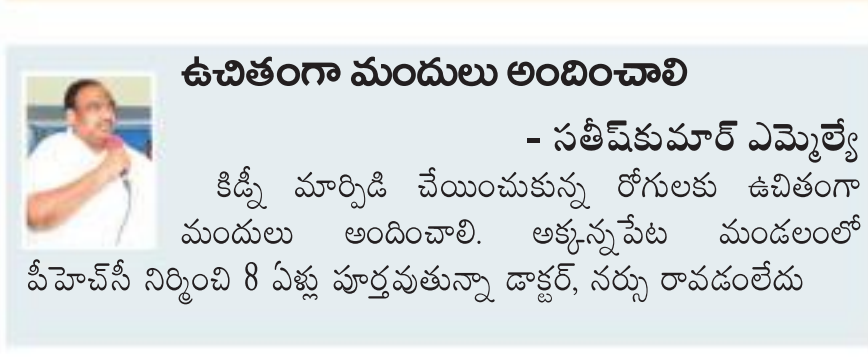 ఉచితంగా మందులు అందించాలి
- సతీష్‌కుమార్ ఎమ్మెల్యే
కిడ్నీ మార్పిడి చేయించుకున్న రోగులకు ఉచితంగా
మందులు అందించాలి. అక్కన్నపేట మండలంలో
పీహెచ్‌సీ నిర్మించి 8 ఏళ్లు పూర్తవుతున్నా డాక్టర్, నర్సు రావడంలేదు